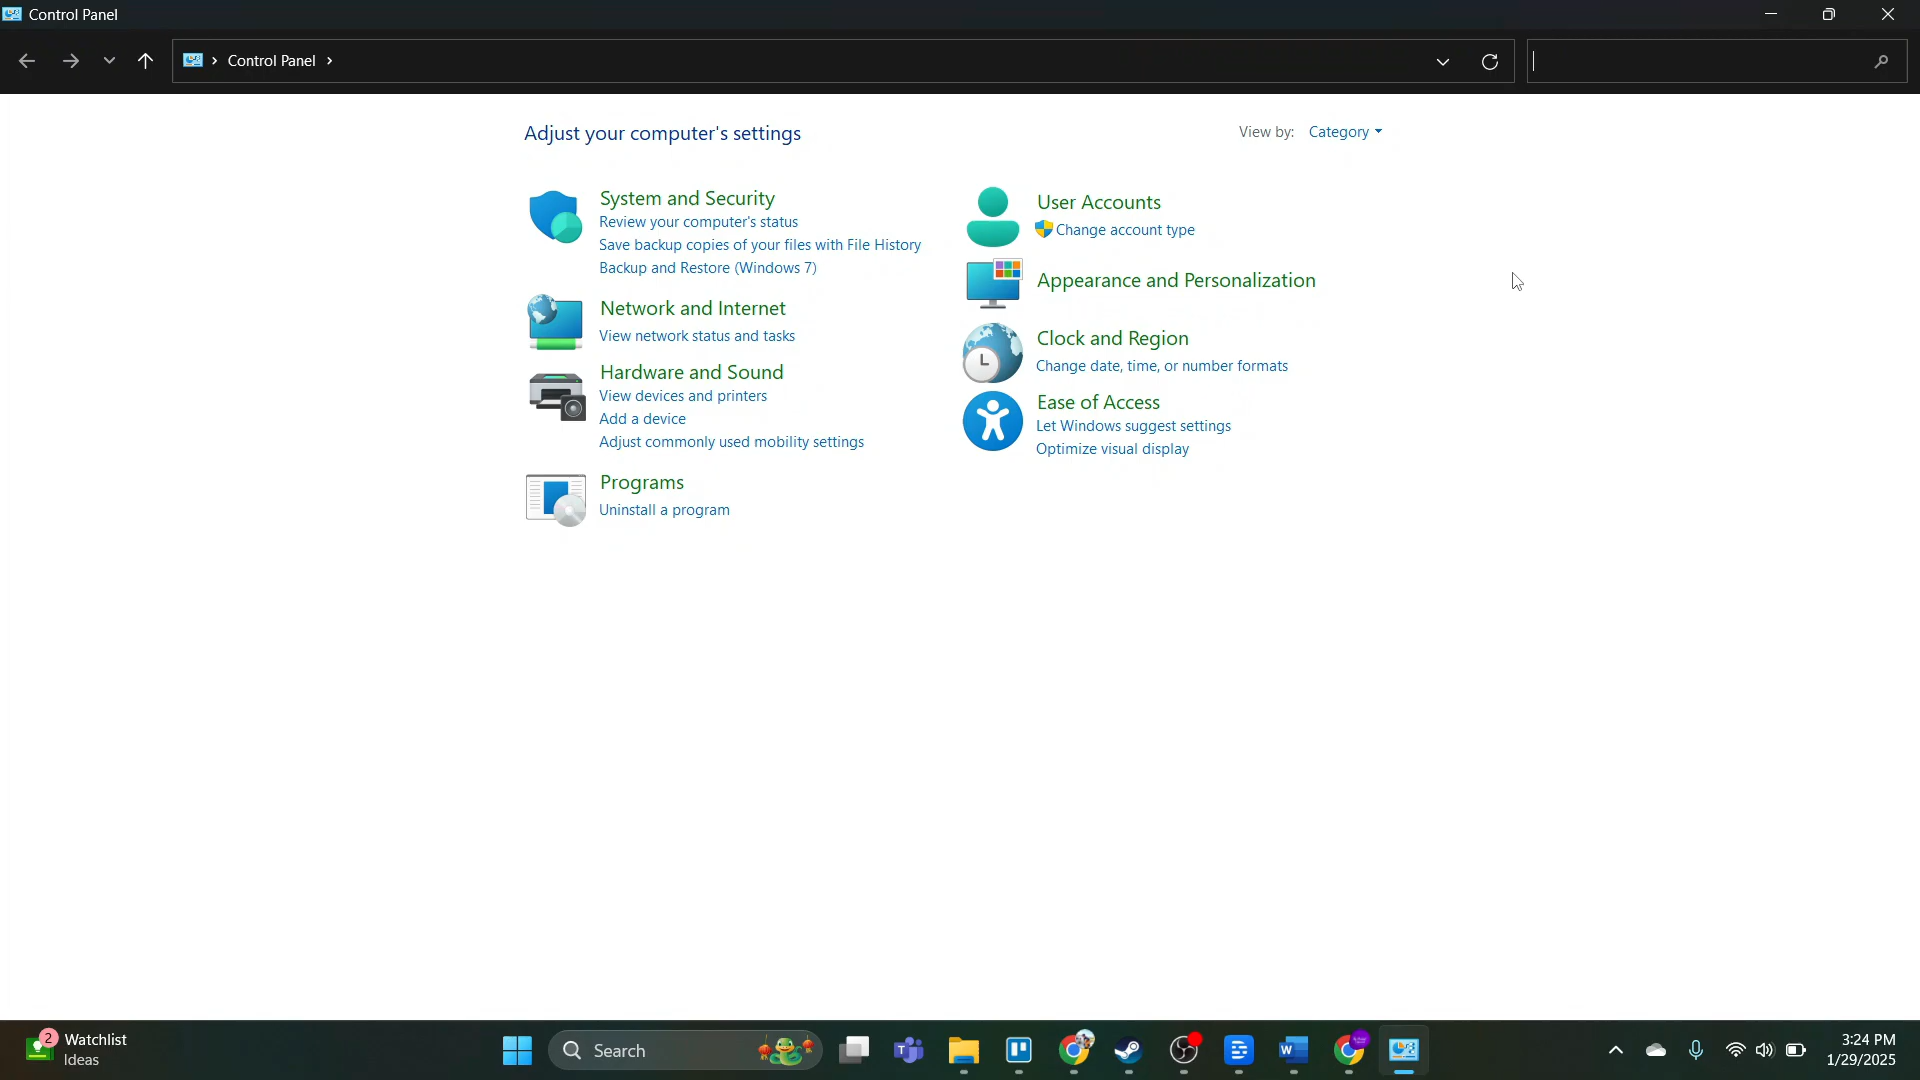 Control Panel
Control Panel
Adjust your computer's settings
View by: Category
System and Security
Review your computer's status
Save backup copies of your files with File History
Backup and Restore (Windows 7)
Network and Internet
View network status and tasks
Hardware and Sound
View devices and printers
Add a device
Adjust commonly used mobility settings
Programs
Uninstall a program
User Accounts
Change account type
Appearance and Personalization
Clock and Region
Change date, time, or number formats
Ease of Access
Let Windows suggest settings
Optimize visual display
2
Watchlist
Ideas
Search
T
W
3:24 PM
1/29/2025